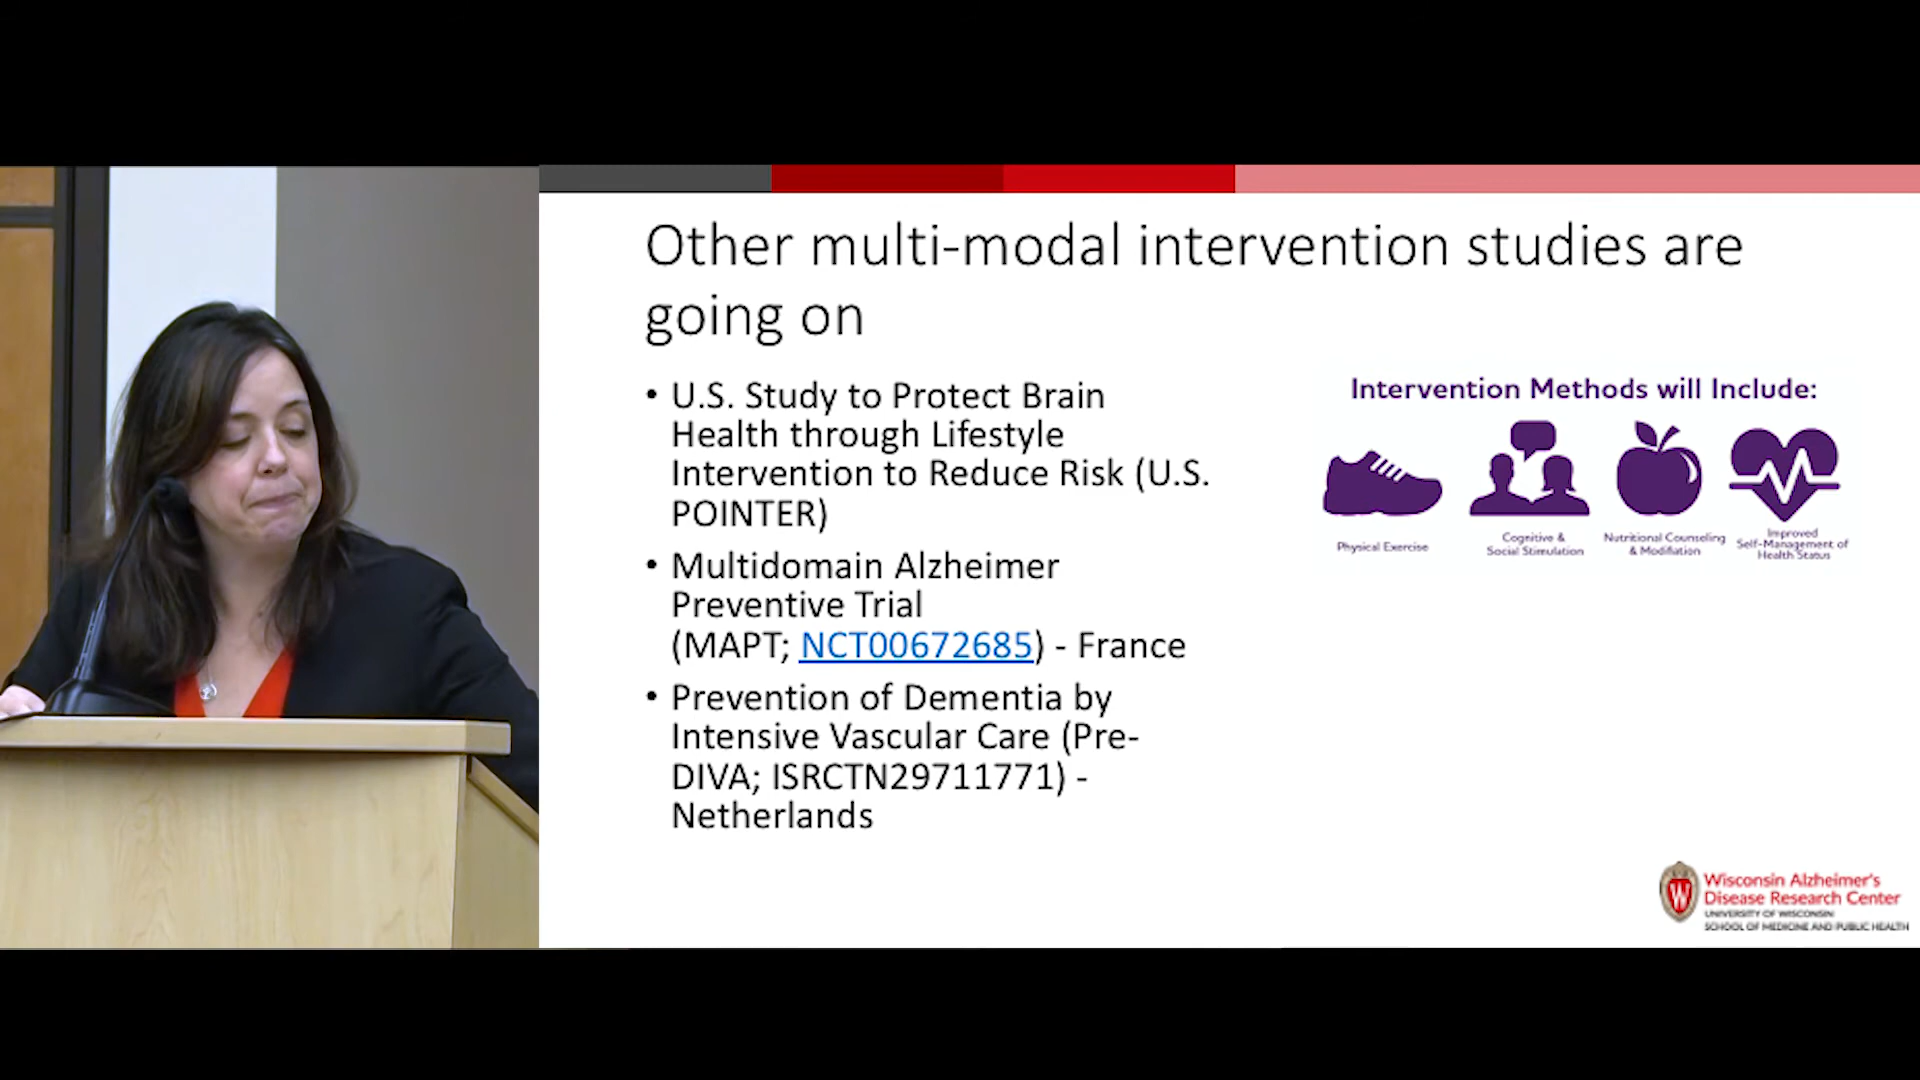 Other multi-modal intervention studies are
going on
• U.S. Study to Protect Brain
Health through Lifestyle
Intervention to Reduce Risk (U.S.
POINTER)
• Multidomain Alzheimer
Preventive Trial
(MAPT; NCT00672685) - France
• Prevention of Dementia by
Intensive Vascular Care (Pre-
DIVA; ISRCTN29711771) -
Netherlands
Intervention Methods will Include:
Physical Exercise
Cognitive &
Social Stimulation
Nutritional Counseling
& Modifiation
Improved
Self-Management of
Health Status
W
Wisconsin Alzheimer's
Disease Research Center
UNIVERSITY OF WISCONSIN
SCHOOL OF MEDICINE AND PUBLIC HEALTH